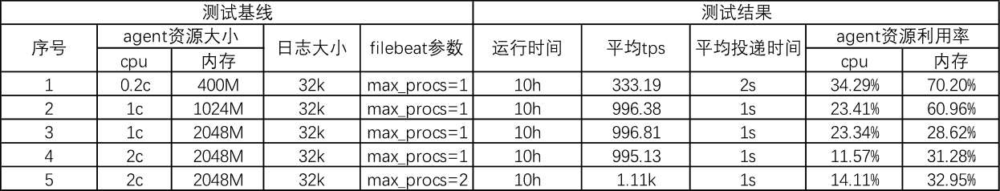 测试基线 测试结果
序号 agent资源大小 日志大小 filebeat参数 运行时间 平均tps 平均投递时间 agent资源利用率
cpu 内存 cpu 内存
1 0.2c 400M 32k max_procs=1 10h 333.19 2s 34.29% 70.20%
2 1c 1024M 32k max_procs=1 10h 996.38 1s 23.41% 60.96%
3 1c 2048M 32k max_procs=1 10h 996.81 1s 23.34% 28.62%
4 2c 2048M 32k max_procs=1 10h 995.13 1s 11.57% 31.28%
5 2c 2048M 32k max_procs=2 10h 1.11k 1s 14.11% 32.95%